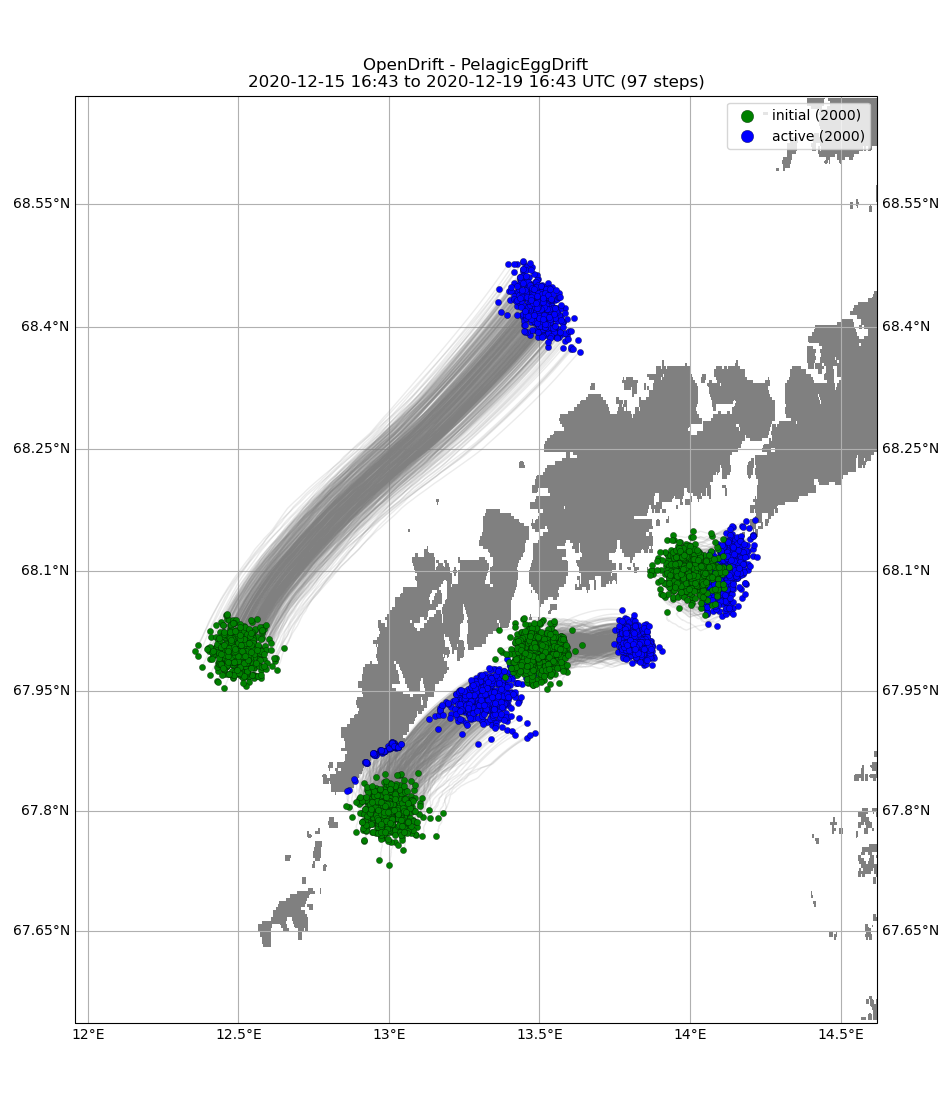 OpenDrift - PelagicEggDrift
2020-12-15 16:43 to 2020-12-19 16:43 UTC (97 steps)
initial (2000)
active (2000)
68.55°N 68.55°N
68.4°N 68.4°N
68.25°N 68.25°N
68.1°N 68.1°N
67.95°N 67.95°N
67.8°N 67.8°N
67.65°N 67.65°N
12°E 12.5°E 13°E 13.5°E 14°E 14.5°E